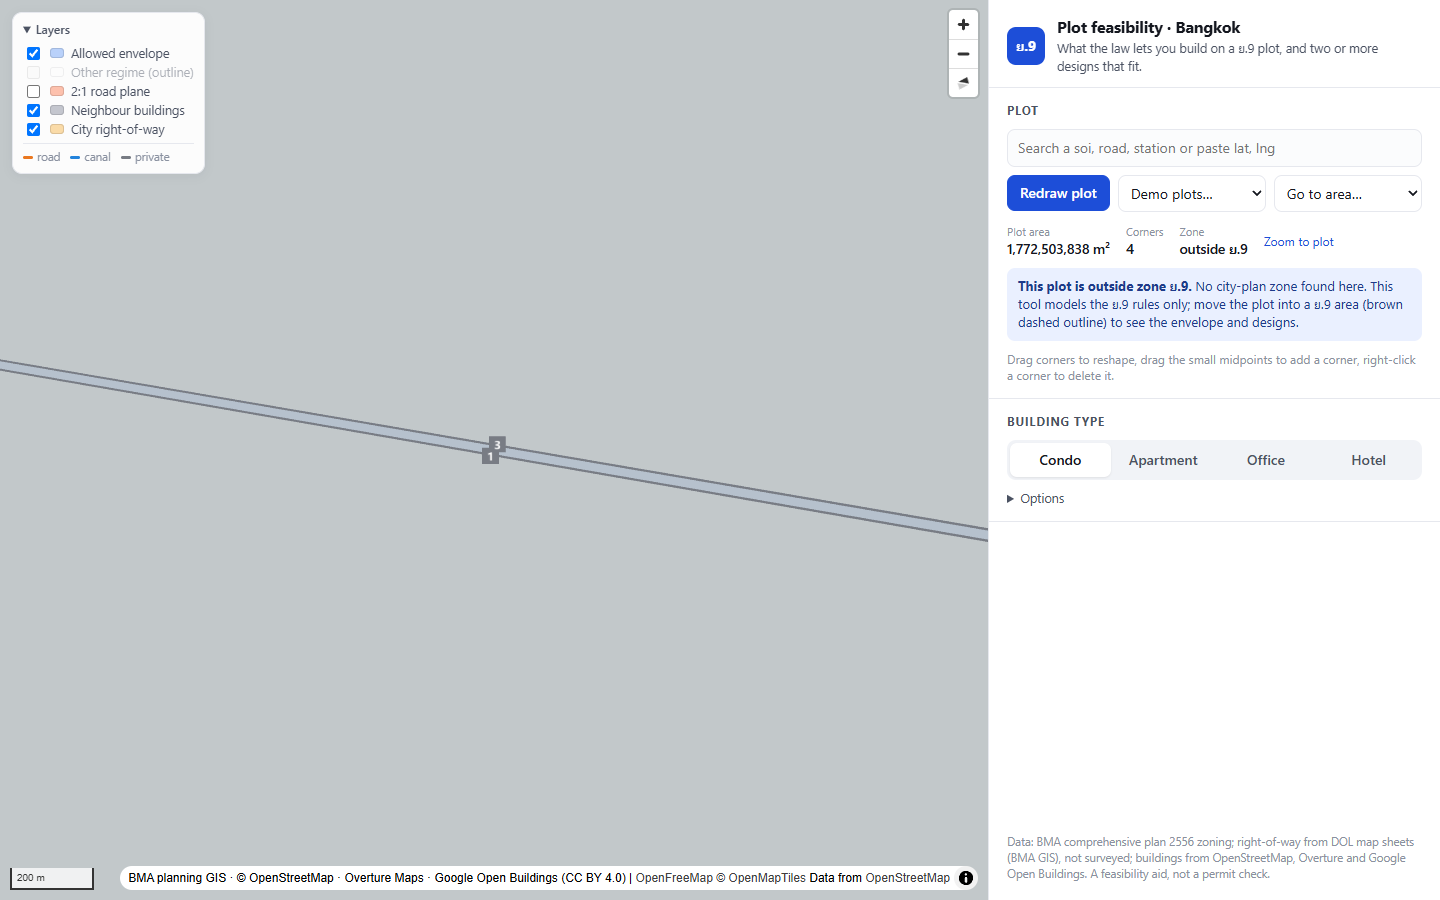 Layers
Allowed envelope
Other regime (outline)
2:1 road plane
Neighbour buildings
City right-of-way
road canal private
3
1
200 m
BMA planning GIS · © OpenStreetMap · Overture Maps · Google Open Buildings (CC BY 4.0) | OpenFreeMap © OpenMapTiles Data from OpenStreetMap
ย.9
Plot feasibility · Bangkok
What the law lets you build on a ย.9 plot, and two or more
designs that fit.
PLOT
Search a soi, road, station or paste lat, lng
Redraw plot
Demo plots...
Go to area...
Plot area Corners Zone
1,772,503,838 m² 4 outside ย.9 Zoom to plot
This plot is outside zone ย.9. No city-plan zone found here. This
tool models the ย.9 rules only; move the plot into a ย.9 area (brown
dashed outline) to see the envelope and designs.
Drag corners to reshape, drag the small midpoints to add a corner, right-click
a corner to delete it.
BUILDING TYPE
Condo Apartment Office Hotel
Options
Data: BMA comprehensive plan 2556 zoning; right-of-way from DOL map sheets
(BMA GIS), not surveyed; buildings from OpenStreetMap, Overture and Google
Open Buildings. A feasibility aid, not a permit check.